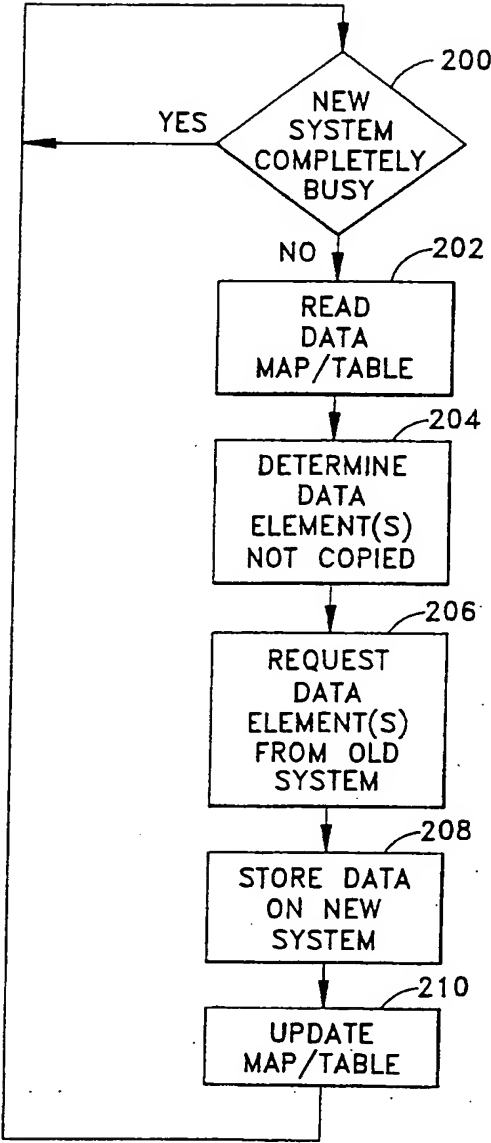 200
NEW
SYSTEM
COMPLETELY
BUSY
YES
NO
202
READ
DATA
MAP/TABLE
204
DETERMINE
DATA
ELEMENT(S)
NOT COPIED
206
REQUEST
DATA
ELEMENT(S)
FROM OLD
SYSTEM
208
STORE DATA
ON NEW
SYSTEM
210
UPDATE
MAP/TABLE